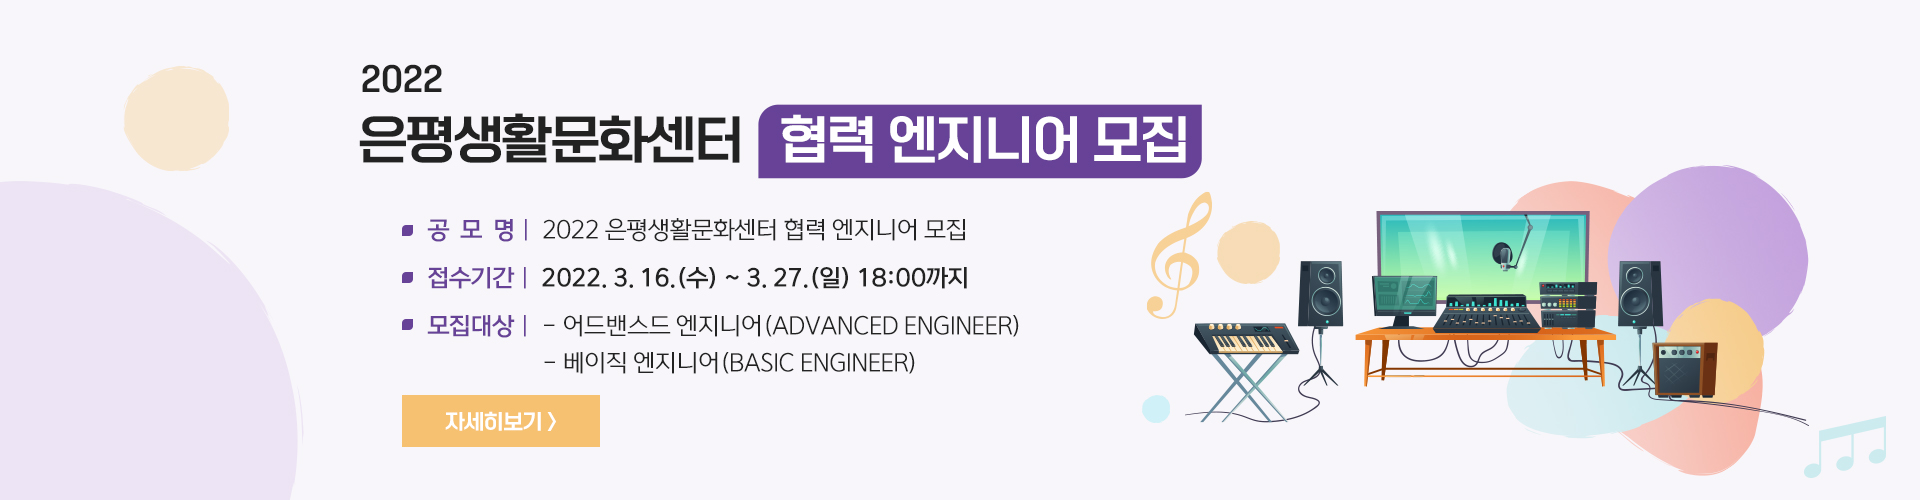 2022
은평생활문화센터 협력 엔지니어 모집
공 모 명 | 2022 은평생활문화센터 협력 엔지니어 모집
접수기간 | 2022. 3. 16.(수) ~ 3. 27.(일) 18:00까지
모집대상 | - 어드밴스드 엔지니어(ADVANCED ENGINEER)
- 베이직 엔지니어(BASIC ENGINEER)
자세히보기 〉